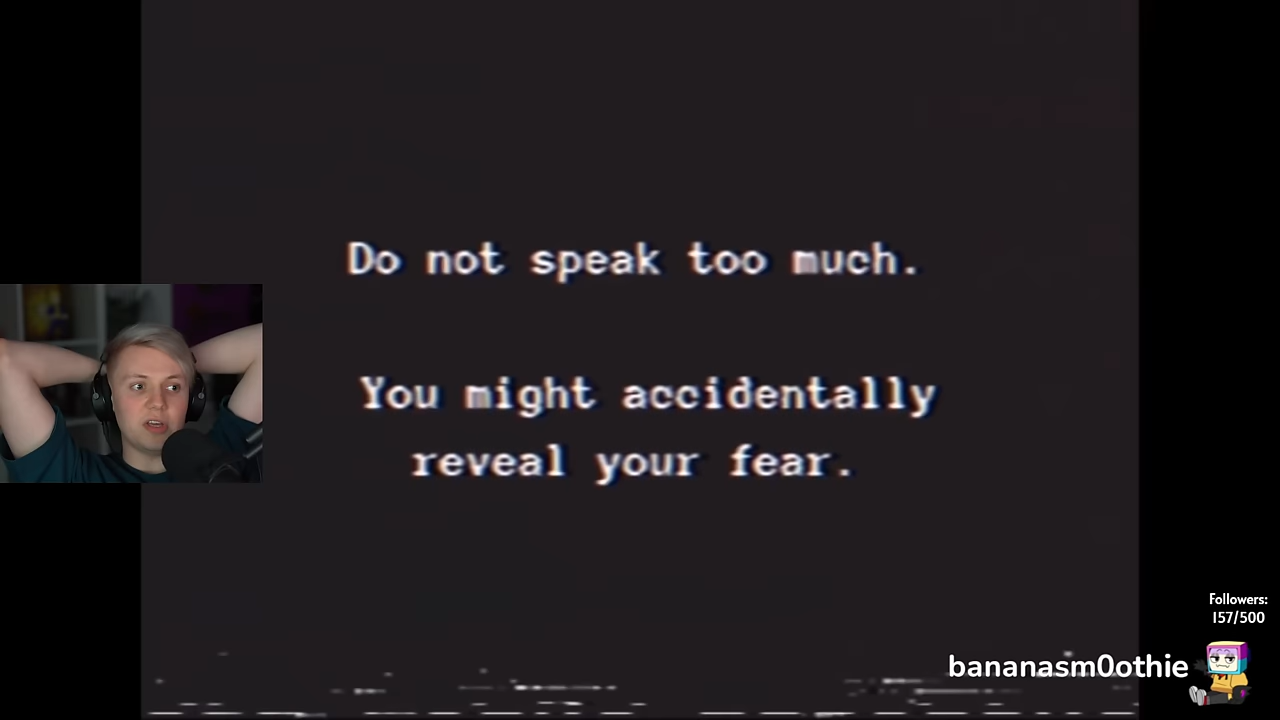 Do not speak too much.
You might accidentally
reveal your fear.
Followers:
157/500
bananasm0othie